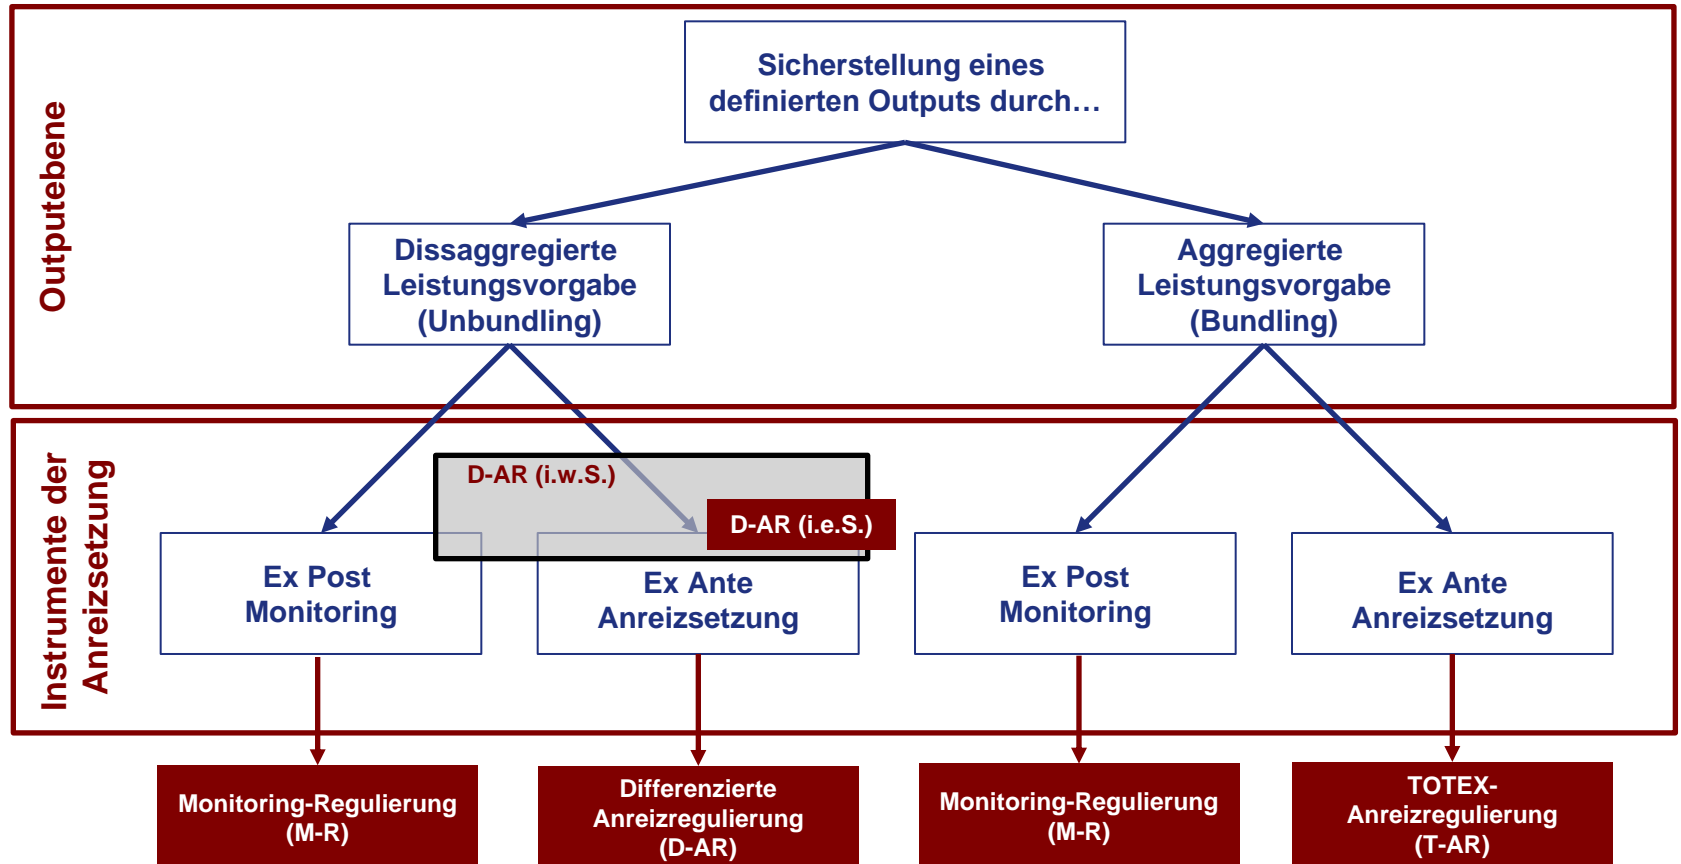 Outputebene
Sicherstellung eines
definierten Outputs durch…
Dissaggregierte
Leistungsvorgabe
(Unbundling)
Aggregierte
Leistungsvorgabe
(Bundling)
Instrumente der
Anreizsetzung
D-AR (i.w.S.)
D-AR (i.e.S.)
Ex Post
Monitoring
Ex Ante
Anreizsetzung
Ex Post
Monitoring
Ex Ante
Anreizsetzung
Monitoring-Regulierung
(M-R)
Differenzierte
Anreizregulierung
(D-AR)
Monitoring-Regulierung
(M-R)
TOTEX-
Anreizregulierung
(T-AR)